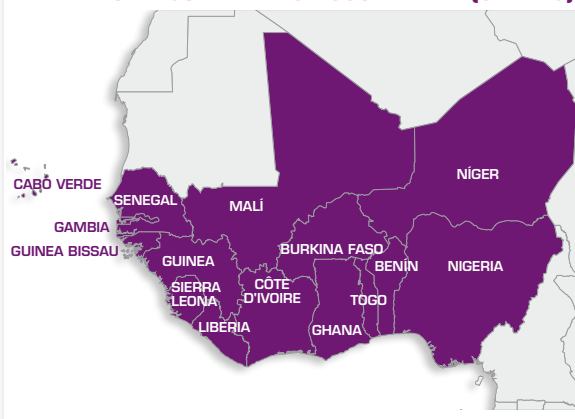 CABO VERDE
SENEGAL
GAMBIA
GUINEA BISSAU
MALÍ
NÍGER
GUINEA
BURKINA FASO
BENÍN
NIGERIA
SIERRA
LEONA
CÔTE
D'IVOIRE
TOGO
LIBERIA
GHANA